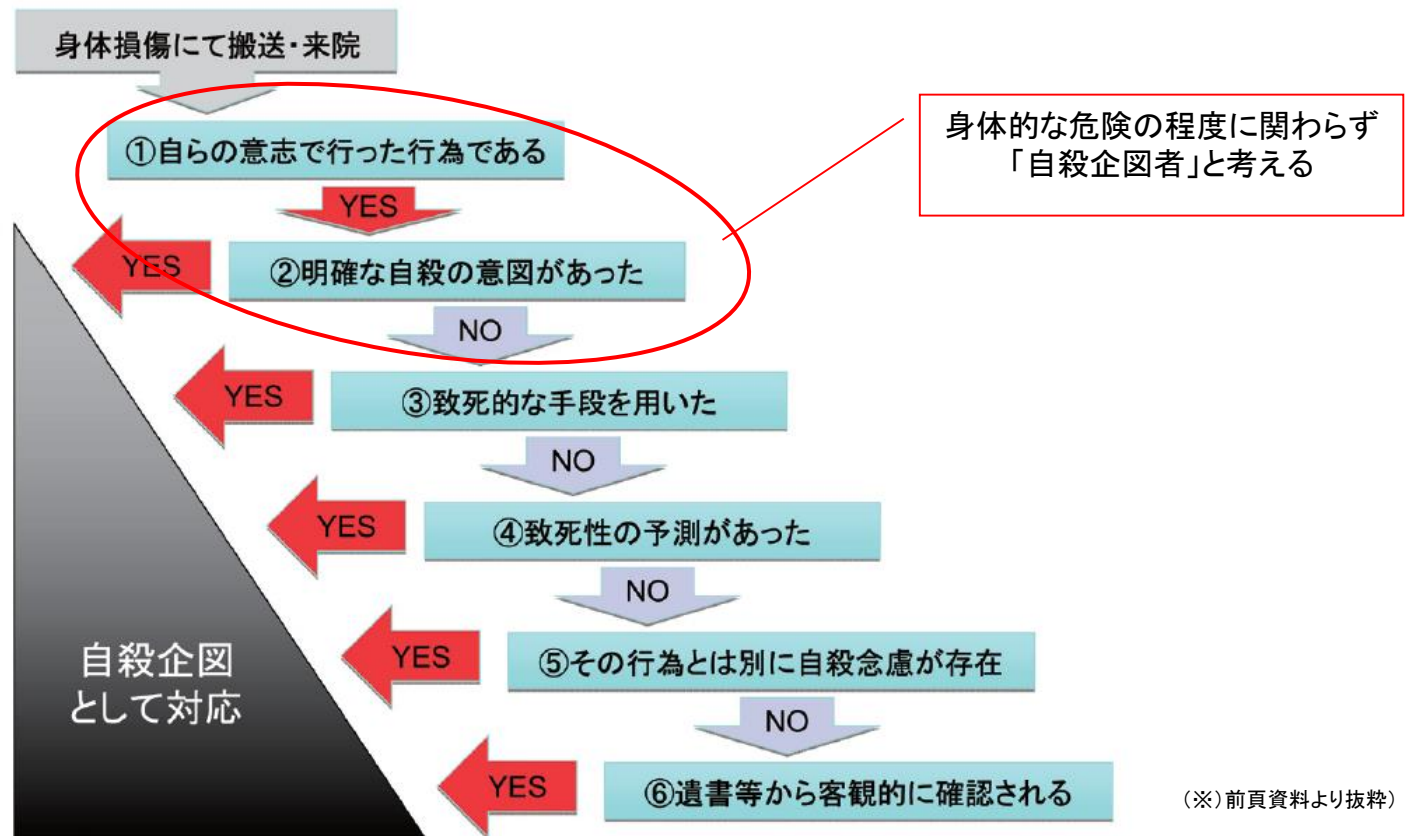 身体損傷にて搬送・来院
①自らの意志で行った行為である
身体的な危険の程度に関わらず
「自殺企図者」と考える
YES
YES
②明確な自殺の意図があった
NO
YES
③致死的な手段を用いた
NO
YES
④致死性の予測があった
NO
YES
⑤その行為とは別に自殺念慮が存在
自殺企図
として対応
NO
YES
⑥遺書等から客観的に確認される
(※)前頁資料より抜粋)